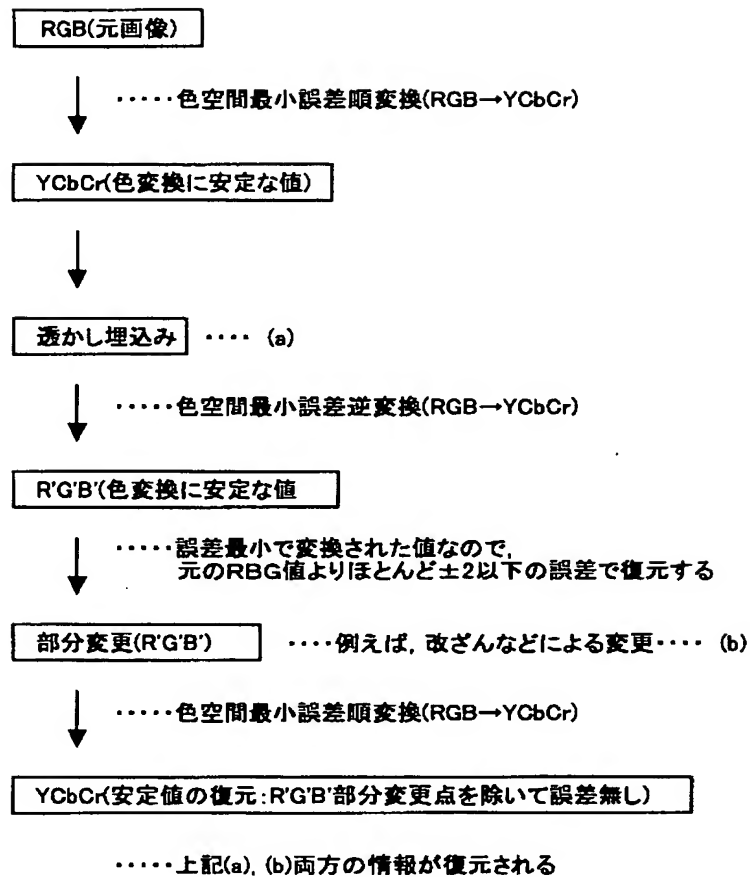 RGB(元画像)
‥‥‥色空間最小誤差順変換(RGB→YCbCr)
YCbCr(色変換に安定な値)
透かし埋込み ‥‥ (a)
‥‥‥色空間最小誤差逆変換(RGB→YCbCr)
R'G'B'(色変換に安定な値
‥‥‥誤差最小で変換された値なので,
元のRBG値よりほとんど±2以下の誤差で復元する
部分変更(R'G'B') ‥‥例えば, 改ざんなどによる変更‥‥ (b)
‥‥‥色空間最小誤差順変換(RGB→YCbCr)
YCbCr(安定値の復元:R'G'B'部分変更点を除いて誤差無し)
‥‥‥上記(a), (b)両方の情報が復元される